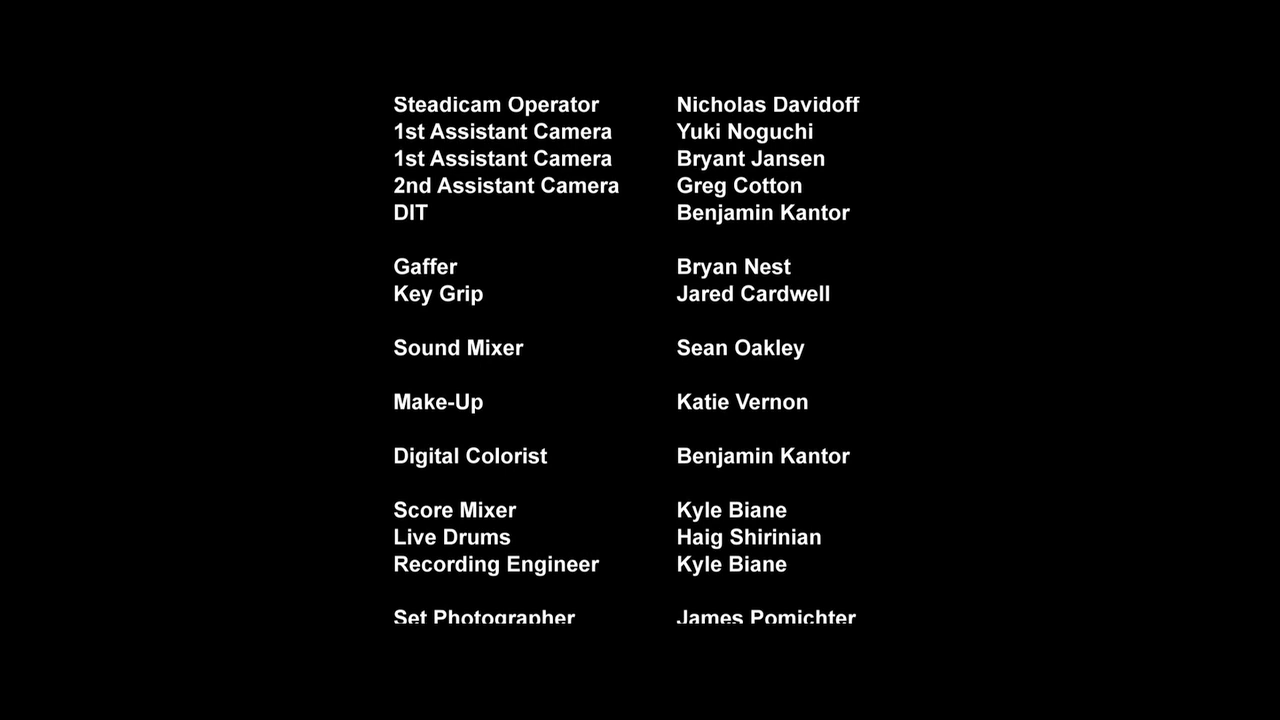 Steadicam Operator Nicholas Davidoff
1st Assistant Camera Yuki Noguchi
1st Assistant Camera Bryant Jansen
2nd Assistant Camera Greg Cotton
DIT Benjamin Kantor
Gaffer Bryan Nest
Key Grip Jared Cardwell
Sound Mixer Sean Oakley
Make-Up Katie Vernon
Digital Colorist Benjamin Kantor
Score Mixer Kyle Biane
Live Drums Haig Shirinian
Recording Engineer Kyle Biane
Set Photographer James Pomichter